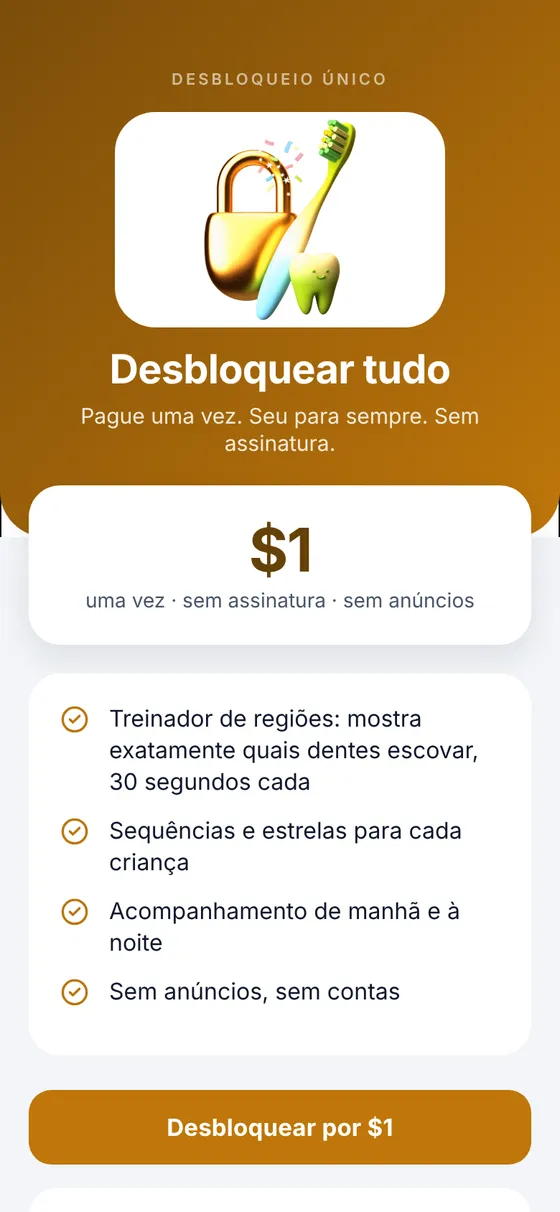 DESBLOQUEIO ÚNICO
Desbloquear tudo
Pague uma vez. Seu para sempre. Sem
assinatura.
$1
uma vez · sem assinatura · sem anúncios
Treinador de regiões: mostra
exatamente quais dentes escovar,
30 segundos cada
Sequências e estrelas para cada
criança
Acompanhamento de manhã e à
noite
Sem anúncios, sem contas
Desbloquear por $1